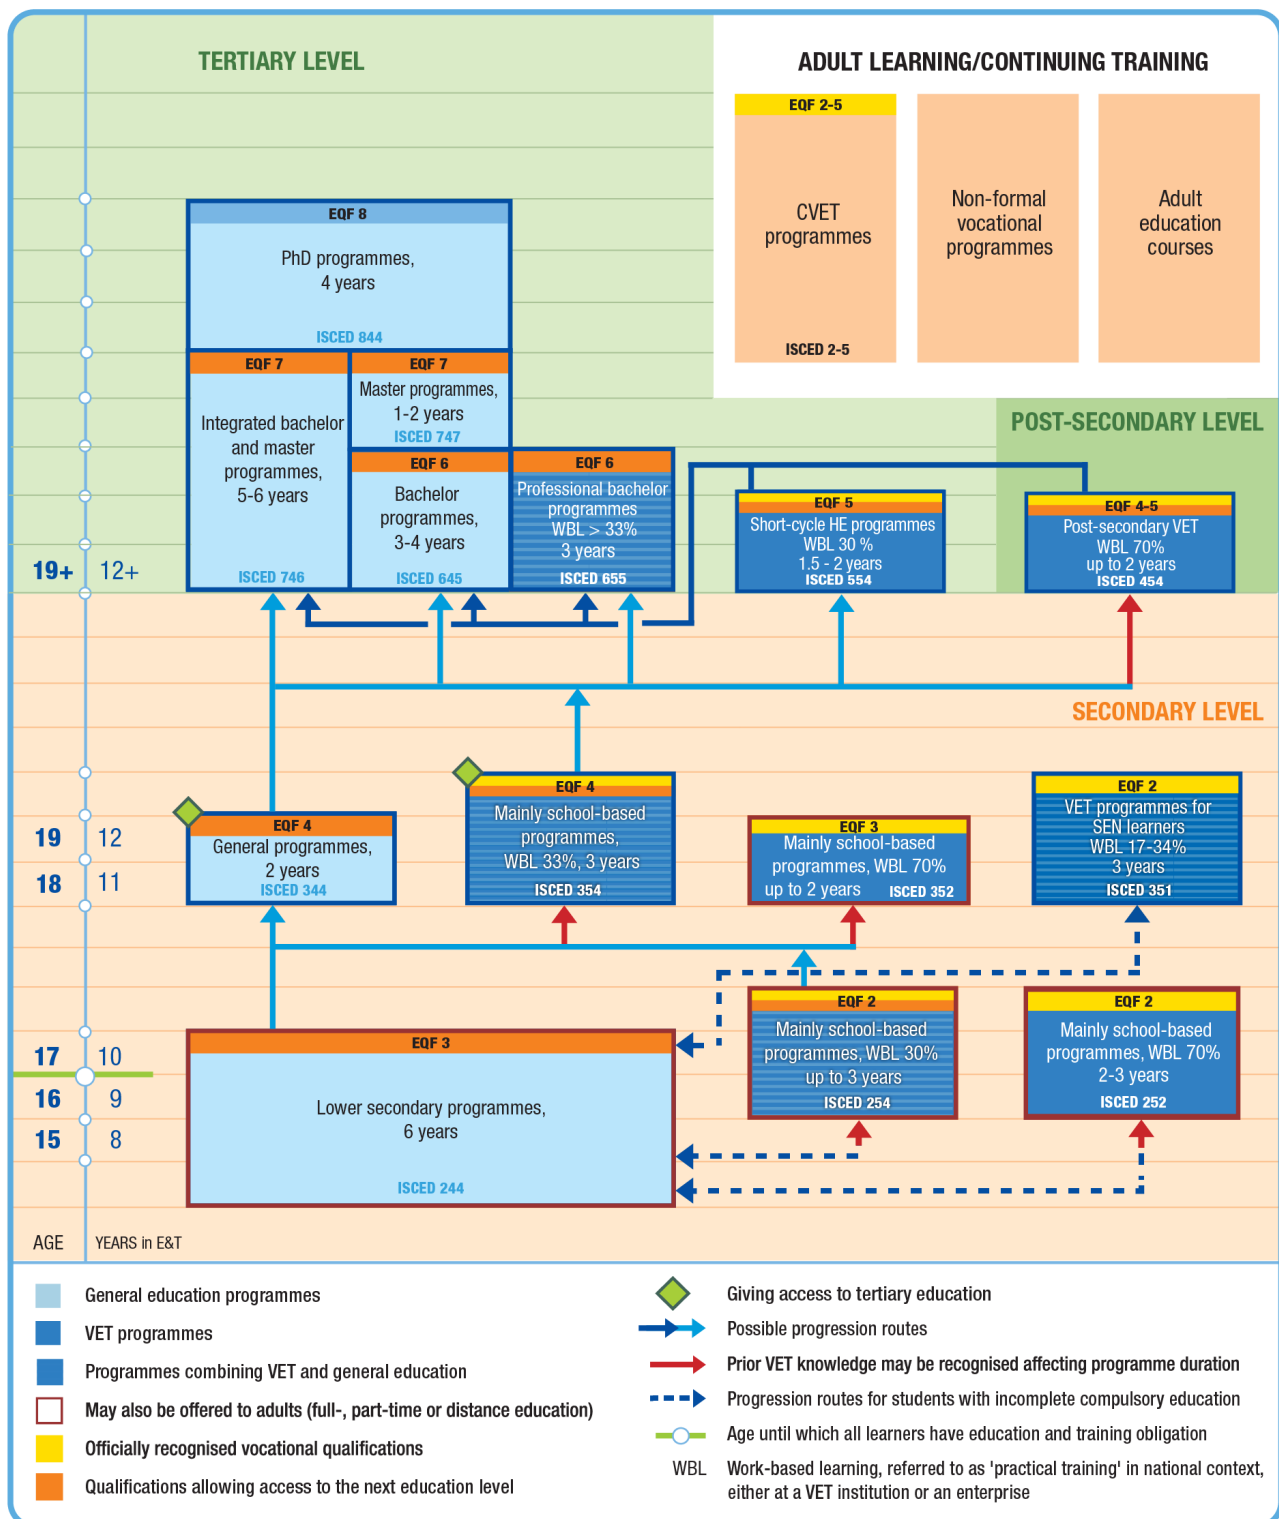 TERTIARY LEVEL
ADULT LEARNING/CONTINUING TRAINING
EQF 2-5
CVET
programmes
ISCED 2-5
Non-formal
vocational
programmes
Adult
education
courses
EQF 8
PhD programmes,
4 years
ISCED 844
EQF 7
Integrated bachelor
and master
programmes,
5-6 years
ISCED 746
EQF 7
Master programmes,
1-2 years
ISCED 747
EQF 6
Bachelor
programmes,
3-4 years
ISCED 645
EQF 6
Professional bachelor
programmes
WBL > 33%
3 years
ISCED 655
POST-SECONDARY LEVEL
EQF 5
Short-cycle HE programmes
WBL 30 %
1.5 - 2 years
ISCED 554
EQF 4-5
Post-secondary VET
WBL 70%
up to 2 years
ISCED 454
19+ 12+
SECONDARY LEVEL
EQF 4
General programmes,
2 years
ISCED 344
EQF 4
Mainly school-based
programmes,
WBL 33%, 3 years
ISCED 354
EQF 3
Mainly school-based
programmes, WBL 70%
up to 2 years ISCED 352
EQF 2
VET programmes for
SEN learners
WBL 17-34%
3 years
ISCED 351
19 12
18 11
EQF 3
Lower secondary programmes,
6 years
ISCED 244
EQF 2
Mainly school-based
programmes, WBL 30%
up to 3 years
ISCED 254
EQF 2
Mainly school-based
programmes, WBL 70%
2-3 years
ISCED 252
17 10
16 9
15 8
AGE YEARS in E&T
General education programmes
VET programmes
Programmes combining VET and general education
May also be offered to adults (full-, part-time or distance education)
Officially recognised vocational qualifications
Qualifications allowing access to the next education level
Giving access to tertiary education
Possible progression routes
Prior VET knowledge may be recognised affecting programme duration
Progression routes for students with incomplete compulsory education
Age until which all learners have education and training obligation
WBL Work-based learning, referred to as 'practical training' in national context,
either at a VET institution or an enterprise